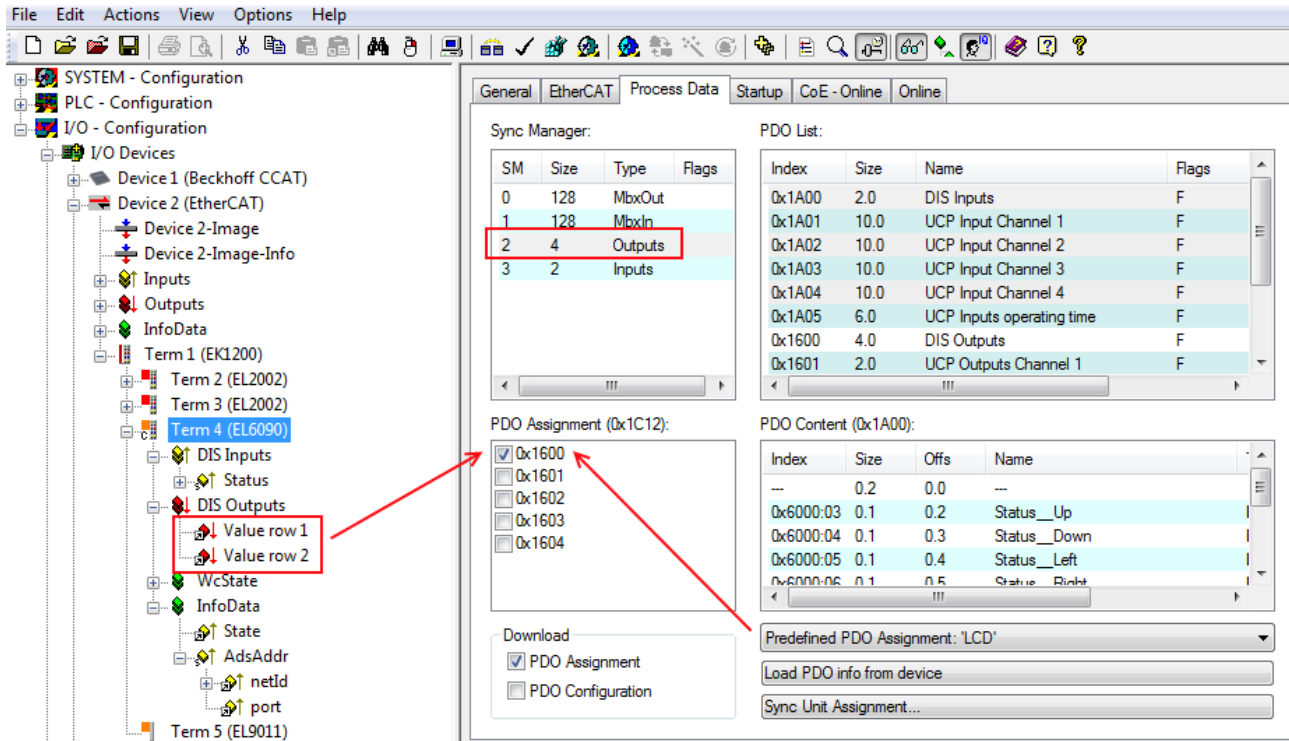 File Edit Actions View Options Help
SYSTEM - Configuration
PLC - Configuration
I/O - Configuration
I/O Devices
Device 1 (Beckhoff CCAT)
Device 2 (EtherCAT)
Device 2-Image
Device 2-Image-Info
Inputs
Outputs
InfoData
Term 1 (EK1200)
Term 2 (EL2002)
Term 3 (EL2002)
Term 4 (EL6090)
DIS Inputs
Status
DIS Outputs
Value row 1
Value row 2
WcState
InfoData
State
AdsAddr
netId
port
Term 5 (EL9011)
General EtherCAT Process Data Startup CoE - Online Online
Sync Manager:
SM Size Type Flags
0 128 MbxOut
1 128 MbxIn
2 4 Outputs
3 2 Inputs
PDO List:
Index Size Name Flags
0x1A00 2.0 DIS Inputs F
0x1A01 10.0 UCP Input Channel 1 F
0x1A02 10.0 UCP Input Channel 2 F
0x1A03 10.0 UCP Input Channel 3 F
0x1A04 10.0 UCP Input Channel 4 F
0x1A05 6.0 UCP Inputs operating time F
0x1600 4.0 DIS Outputs F
0x1601 2.0 UCP Outputs Channel 1 F
PDO Assignment (0x1C12):
0x1600
0x1601
0x1602
0x1603
0x1604
PDO Content (0x1A00):
Index Size Offs Name
--- 0.2 0.0 ---
0x6000:03 0.1 0.2 Status__Up
0x6000:04 0.1 0.3 Status__Down
0x6000:05 0.1 0.4 Status__Left
0x6000:06 0.1 0.5 Status__Right
Download
PDO Assignment
PDO Configuration
Predefined PDO Assignment: 'LCD'
Load PDO info from device
Sync Unit Assignment...